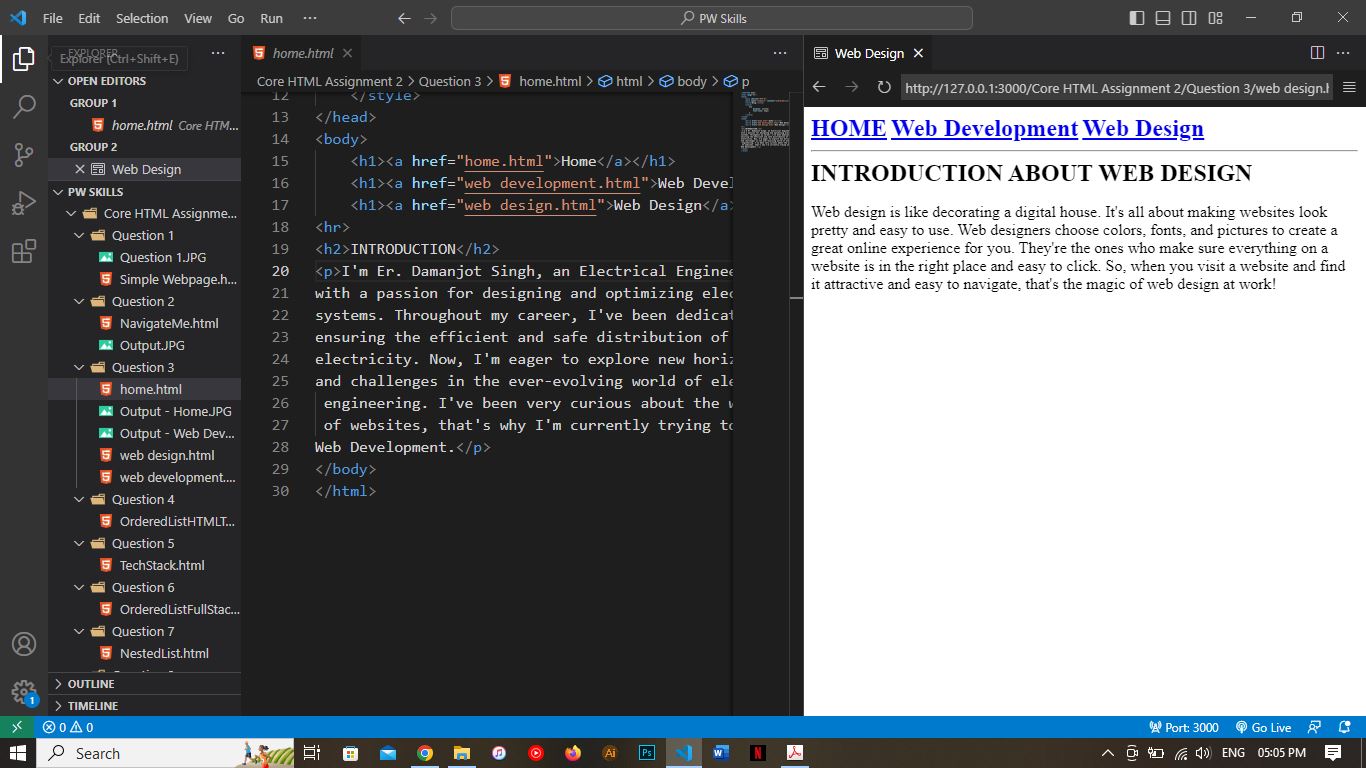 File Edit Selection View Go Run ··· PW Skills
EXPLORER ···
Explorer (Ctrl+Shift+E)
OPEN EDITORS
GROUP 1
home.html Core HTM...
GROUP 2
Web Design
PW SKILLS
Core HTML Assignme...
Question 1
Question 1.JPG
Simple Webpage.h...
Question 2
NavigateMe.html
Output.JPG
Question 3
home.html
Output - Home.JPG
Output - Web Dev...
web design.html
web development....
Question 4
OrderedListHTMLT...
Question 5
TechStack.html
Question 6
OrderedListFullStac...
Question 7
NestedList.html
OUTLINE
TIMELINE
home.html
Core HTML Assignment 2 > Question 3 > home.html > html > body > p
12 </style>
13 </head>
14 <body>
15 <h1><a href="home.html">Home</a></h1>
16 <h1><a href="web development.html">Web Devel
17 <h1><a href="web design.html">Web Design</a>
18 <hr>
19 <h2>INTRODUCTION</h2>
20 <p>I'm Er. Damanjot Singh, an Electrical Enginee
21 with a passion for designing and optimizing elec
22 systems. Throughout my career, I've been dedicat
23 ensuring the efficient and safe distribution of
24 electricity. Now, I'm eager to explore new horiz
25 and challenges in the ever-evolving world of ele
26 engineering. I've been very curious about the w
27 of websites, that's why I'm currently trying to
28 Web Development.</p>
29 </body>
30 </html>
Web Design
http://127.0.0.1:3000/Core HTML Assignment 2/Question 3/web design.h
HOME Web Development Web Design
INTRODUCTION ABOUT WEB DESIGN
Web design is like decorating a digital house. It's all about making websites look
pretty and easy to use. Web designers choose colors, fonts, and pictures to create a
great online experience for you. They're the ones who make sure everything on a
website is in the right place and easy to click. So, when you visit a website and find
it attractive and easy to navigate, that's the magic of web design at work!
1
0 0 Port: 3000 Go Live
Search Ai Ps W N ENG 05:05 PM